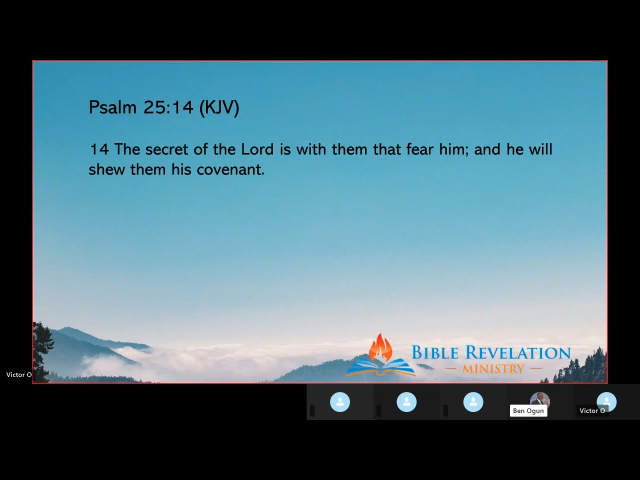 Psalm 25:14 (KJV)
14 The secret of the Lord is with them that fear him; and he will
shew them his covenant.
BIBLE REVELATION
MINISTRY
Victor O
Ben Ogun
Victor O